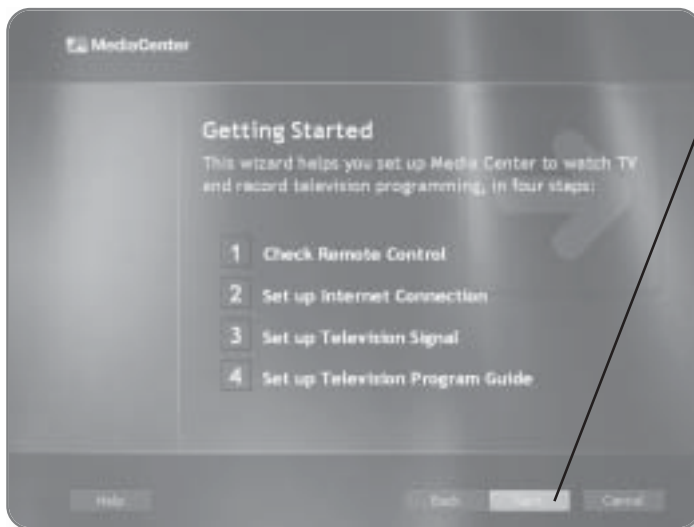 MediaCenter
Getting Started
This wizard helps you set up Media Center to watch TV
and record television programming, in four steps:
1 Check Remote Control
2 Set up Internet Connection
3 Set up Television Signal
4 Set up Television Program Guide
Help Back Cancel